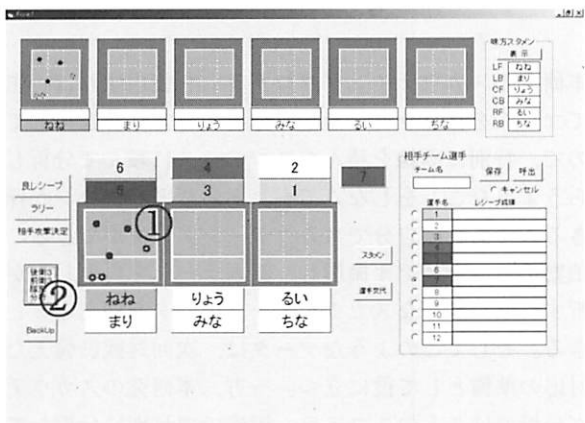 Form1
味方スタメン
表示
LF ねね
LB まり
CF りょう
CB みな
RF るい
RB ちな
ねね まり りょう みな るい ちな
相手チーム選手
チーム名 保存 呼出
キャンセル
選手名 レシーブ成績
6 4 2 7
5 3
良レシーブ
ラリー
相手攻撃決定
①
②
スタメン
選手交代
BackUp
ねね りょう るい
まり みな ちな
1
2
3
4
6
7
8
9
10
11
12